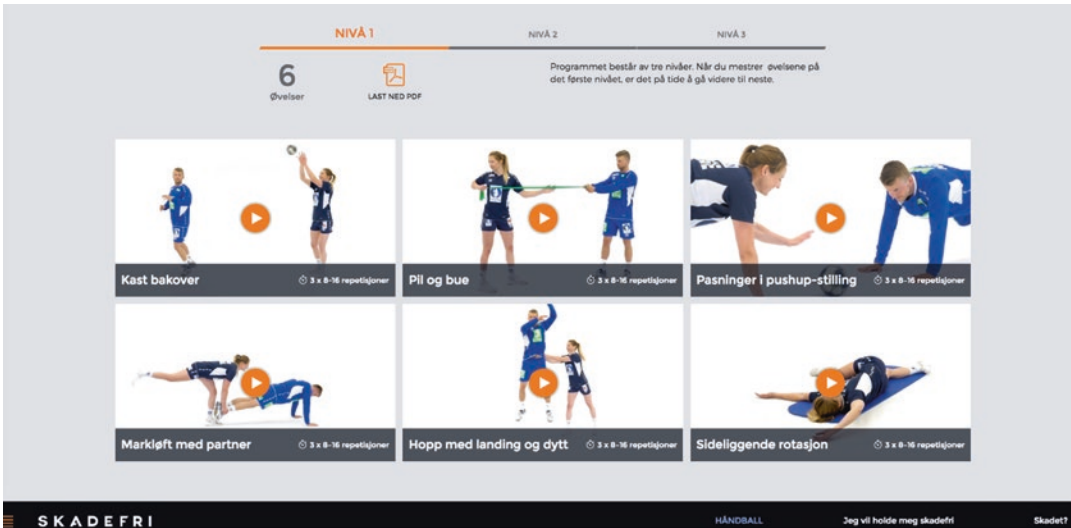 NIVÅ 1
NIVÅ 2
NIVÅ 3
6
Øvelser
LAST NED PDF
Programmet består av tre nivåer. Når du mestrer øvelsene på
det første nivået, er det på tide å gå videre til neste.
Kast bakover
3 x 8-16 repetisjoner
Pil og bue
3 x 8-16 repetisjoner
Pasninger i pushup-stilling
3 x 8-16 repetisjoner
Markløft med partner
3 x 8-16 repetisjoner
Hopp med landing og dytt
3 x 8-16 repetisjoner
Sideliggende rotasjon
3 x 8-16 repetisjoner
SKADEFRI
HÅNDBALL
Jeg vil holde meg skadefri
Skadet?